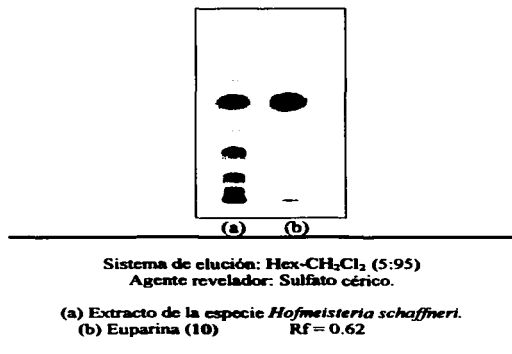 (a) (b)
Sistema de elución: Hex-CH₂Cl₂ (5:95)
Agente revelador: Sulfato cérico.
(a) Extracto de la especie Hofmeisteria schaffneri.
(b) Euparina (10) Rf = 0.62